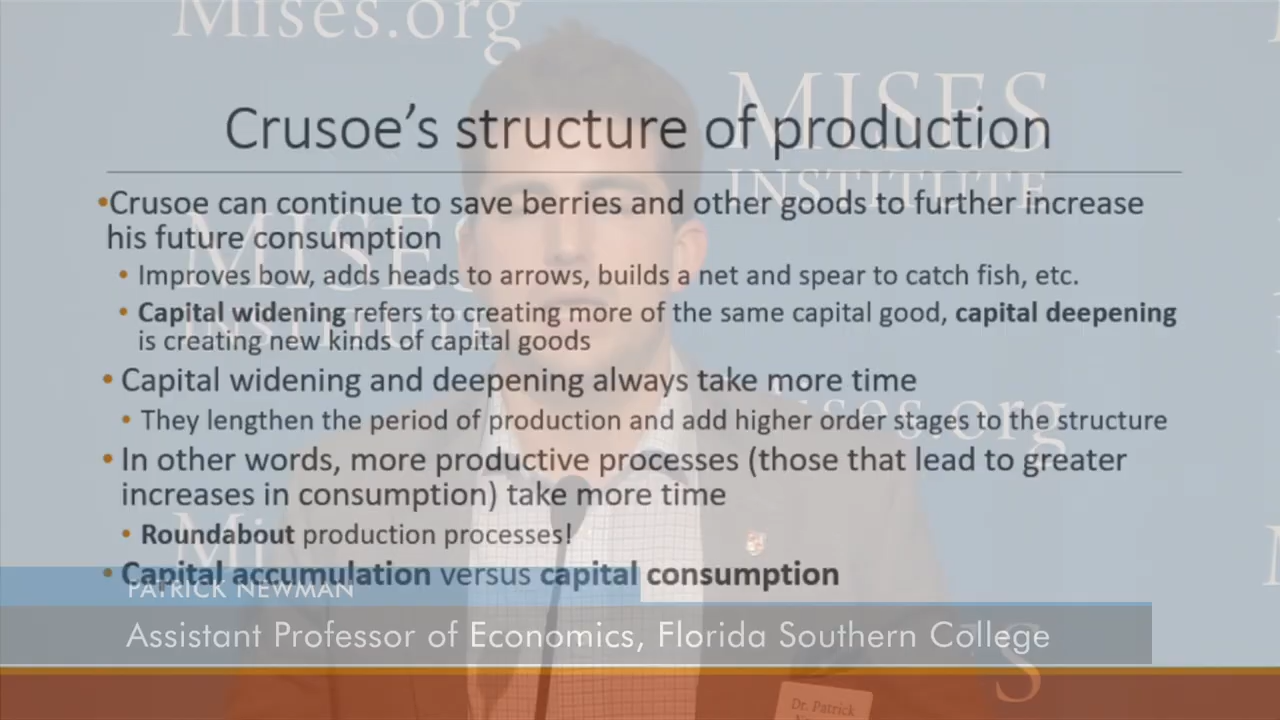 Mises.org
MISES
INSTITUTE
Crusoe's structure of production
•Crusoe can continue to save berries and other goods to further increase
his future consumption
• Improves bow, adds heads to arrows, builds a net and spear to catch fish, etc.
• Capital widening refers to creating more of the same capital good, capital deepening
is creating new kinds of capital goods
• Capital widening and deepening always take more time
• They lengthen the period of production and add higher order stages to the structure
• In other words, more productive processes (those that lead to greater
increases in consumption) take more time
• Roundabout production processes!
• Capital accumulation versus capital consumption
PATRICK NEWMAN
Assistant Professor of Economics, Florida Southern College
Dr. Patrick